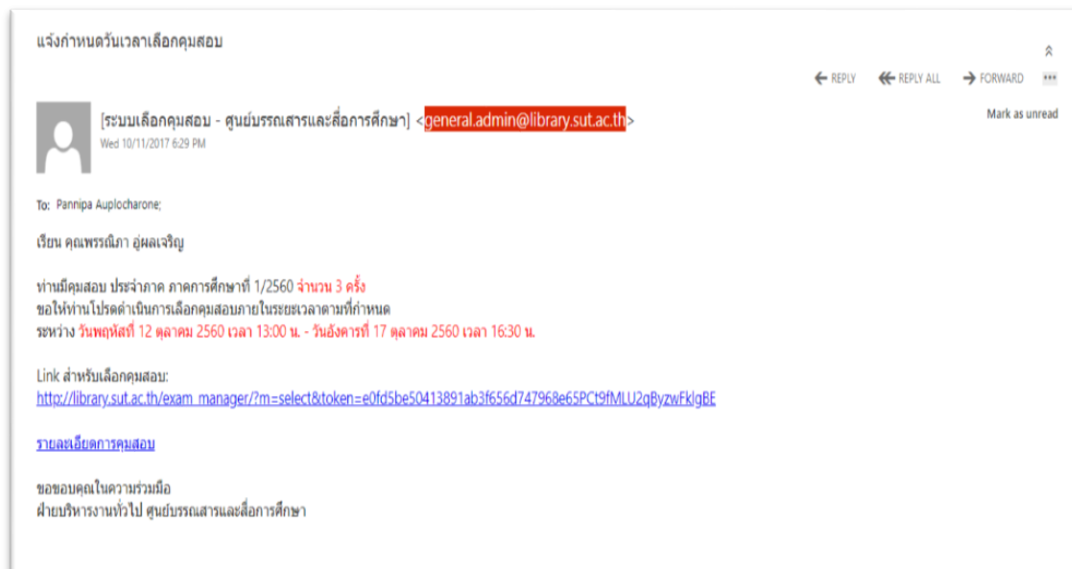 แจ้งกำหนดวันเวลาเลือกคุมสอบ
REPLY REPLY ALL FORWARD
[ระบบเลือกคุมสอบ - ศูนย์บรรณสารและสื่อการศึกษา] <general.admin@library.sut.ac.th>
Mark as unread
Wed 10/11/2017 6:29 PM
To: Pannipa Auplocharone;
เรียน คุณพรรณิภา อู่ผลเจริญ
ท่านมีคุมสอบ ประจำภาค ภาคการศึกษาที่ 1/2560 จำนวน 3 ครั้ง
ขอให้ท่านโปรดดำเนินการเลือกคุมสอบภายในระยะเวลาตามที่กำหนด
ระหว่าง วันพฤหัสที่ 12 ตุลาคม 2560 เวลา 13:00 น. - วันอังคารที่ 17 ตุลาคม 2560 เวลา 16:30 น.
Link สำหรับเลือกคุมสอบ:
http://library.sut.ac.th/exam_manager/?m=select&token=e0fd5be50413891ab3f656d747968e65PCt9fMLU2qByzwFklgBE
รายละเอียดการคุมสอบ
ขอขอบคุณในความร่วมมือ
ฝ่ายบริหารงานทั่วไป ศูนย์บรรณสารและสื่อการศึกษา